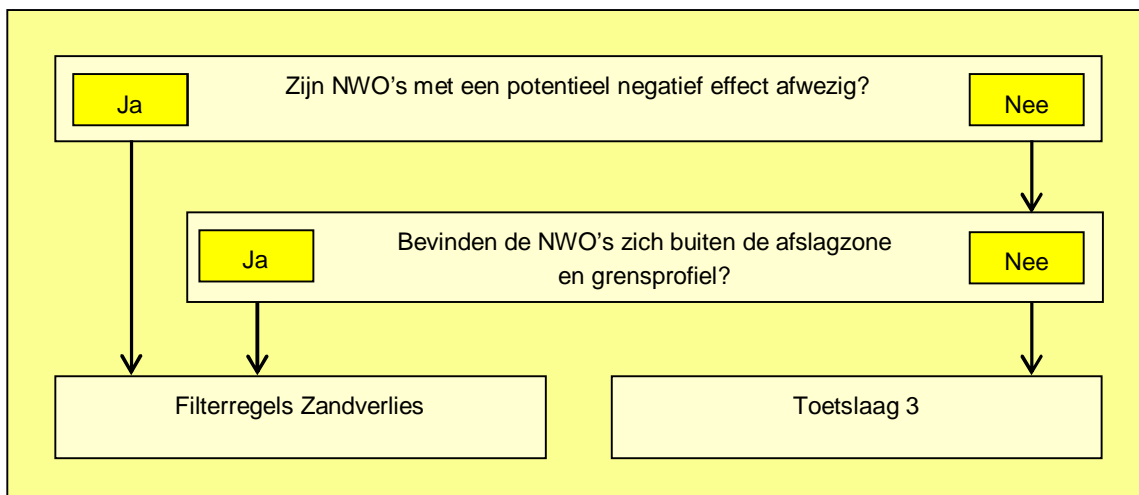 Zijn NWO's met een potentieel negatief effect afwezig?
Ja
Nee
Bevinden de NWO's zich buiten de afslagzone
en grensprofiel?
Ja
Nee
Filterregels Zandverlies
Toetslaag 3